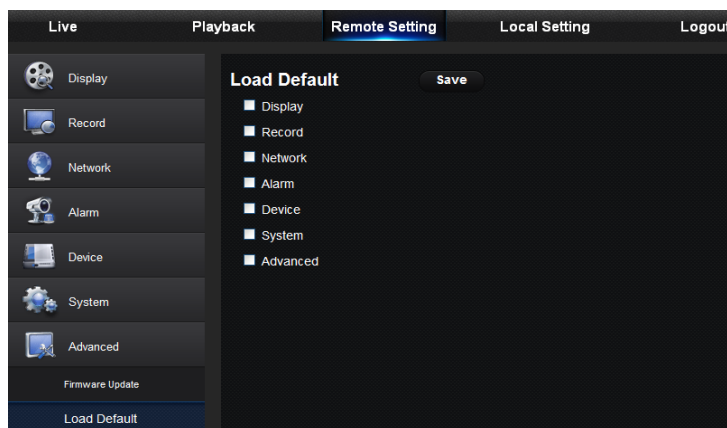 Live Playback Remote Setting Local Setting Logout
Display
Record
Network
Alarm
Device
System
Advanced
Firmware Update
Load Default
Load Default Save
Display
Record
Network
Alarm
Device
System
Advanced